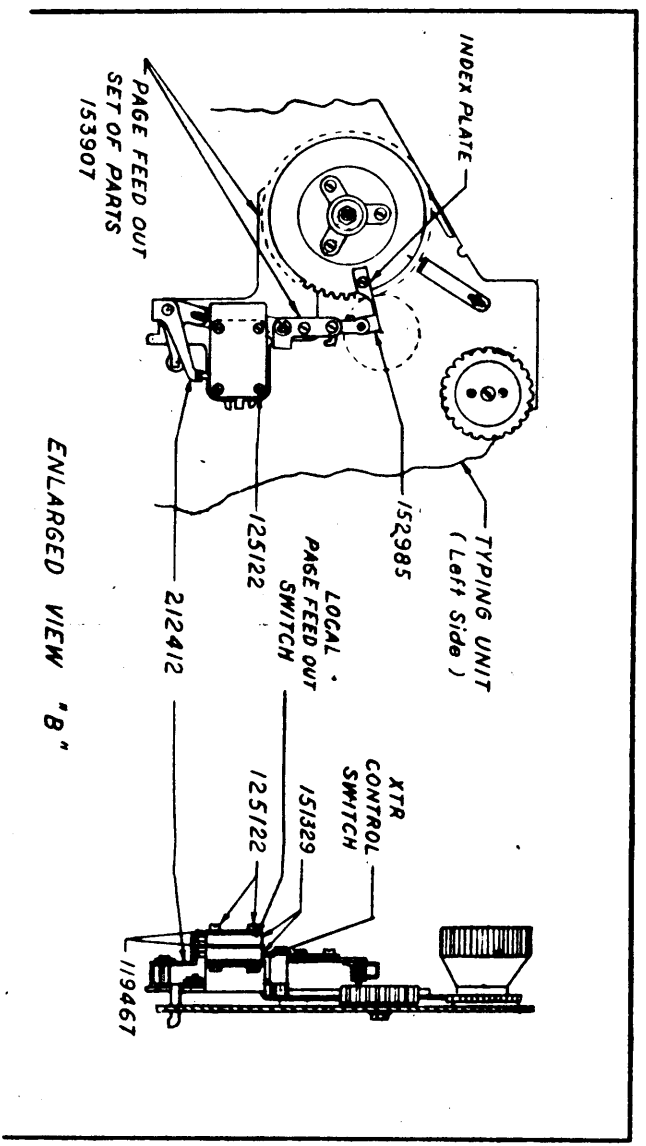 INDEX PLATE
PAGE FEED OUT
SET OF PARTS
153907
TYPING UNIT
(Left Side)
152985
125122
212412
ENLARGED VIEW "B"
LOCAL
PAGE FEED OUT
SWITCH
XTR
CONTROL
SWITCH
151329
125122
119467